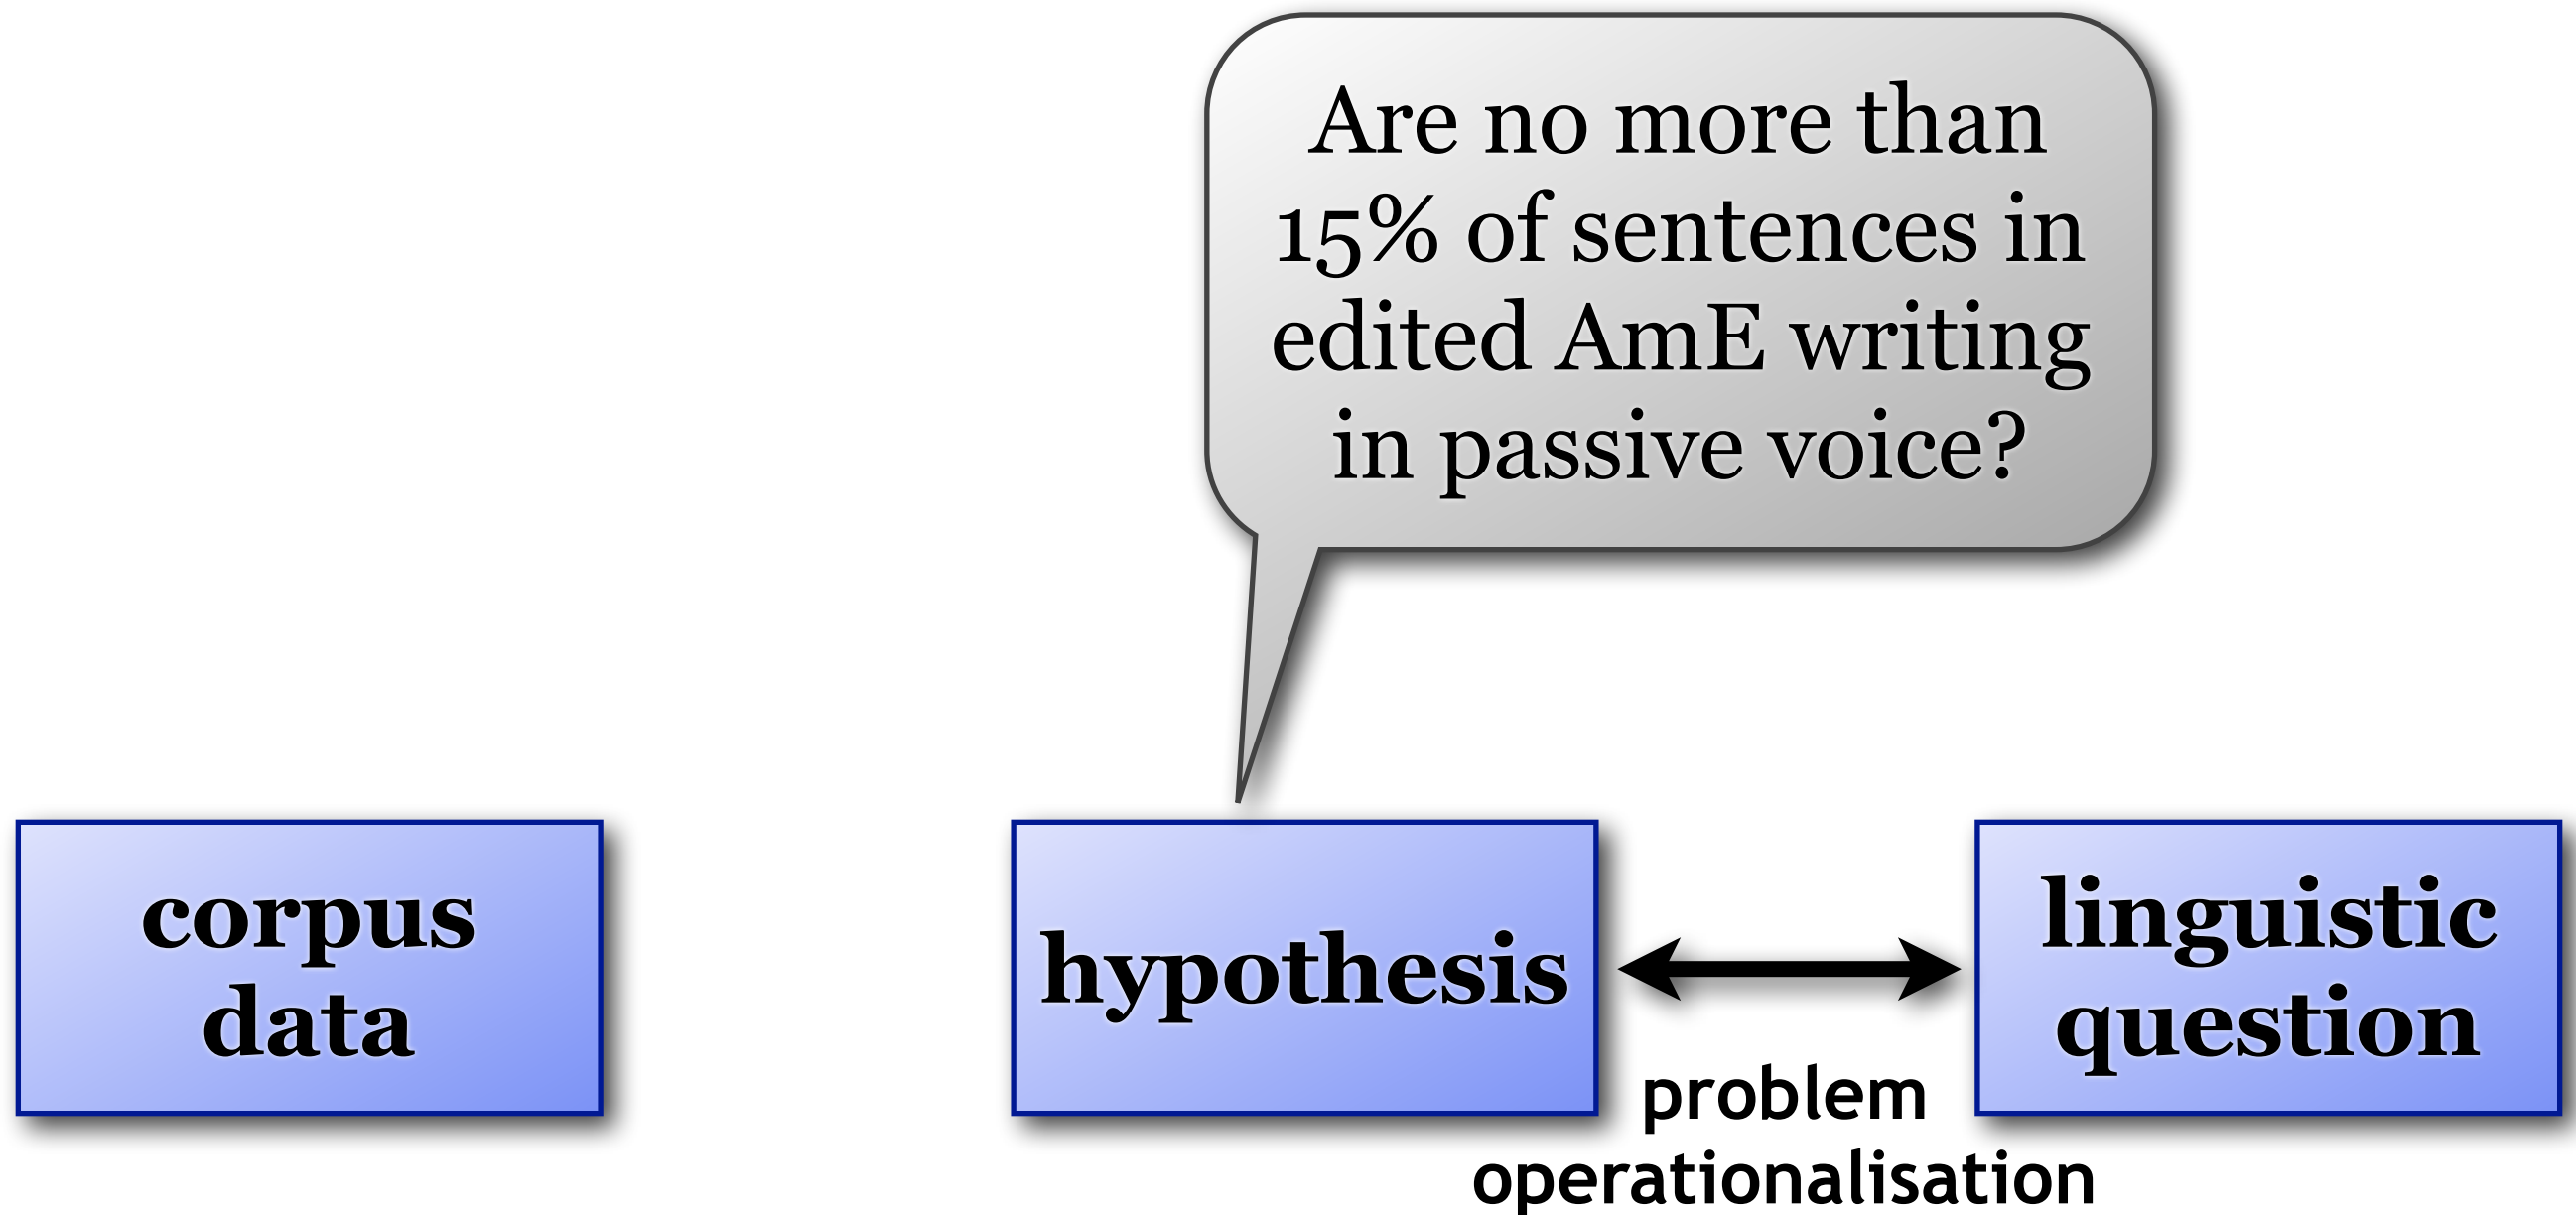 Are no more than
15% of sentences in
edited AmE writing
in passive voice?
corpus
data
hypothesis
linguistic
question
problem
operationalisation